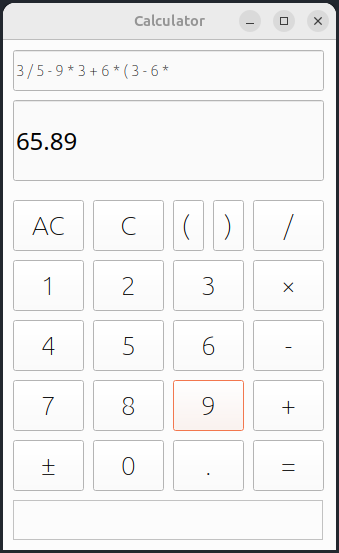 Calculator
3/5-9*3+6*(3-6*
65.89
AC C ( ) /
1 2 3 ×
4 5 6 -
7 8 9 +
± 0 . =